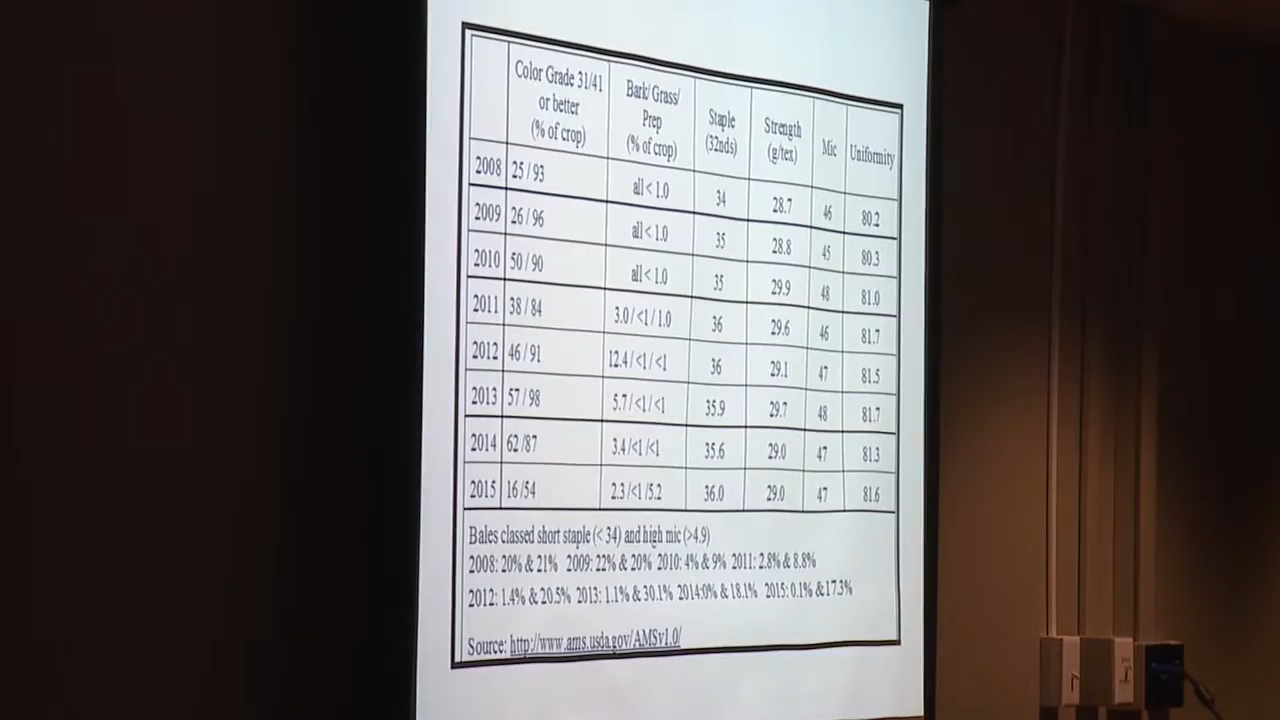 Color Grade 31/41 or better (% of crop) Bark/ Grass/ Prep (% of crop) Staple (32nds) Strength (g/tex) Mic Uniformity
2008 25 / 93 all < 1.0 34 28.7 46 80.2
2009 26 / 96 all < 1.0 35 28.8 45 80.3
2010 50 / 90 all < 1.0 35 29.9 48 81.0
2011 38 / 84 3.0 / <1 / 1.0 36 29.6 46 81.7
2012 46 / 91 12.4 / <1 / <1 36 29.1 47 81.5
2013 57 / 98 5.7 / <1 / <1 35.9 29.7 48 81.7
2014 62 /87 3.4 /<1 /<1 35.6 29.0 47 81.3
2015 16 /54 2.3 /<1 /5.2 36.0 29.0 47 81.6
Bales classed short staple (< 34) and high mic (>4.9)
2008: 20% & 21% 2009: 22% & 20% 2010: 4% & 9% 2011: 2.8% & 8.8%
2012: 1.4% & 20.5% 2013: 1.1% & 30.1% 2014:0% & 18.1% 2015: 0.1% &17.3%
Source: http://www.ams.usda.gov/AMSv1.0/